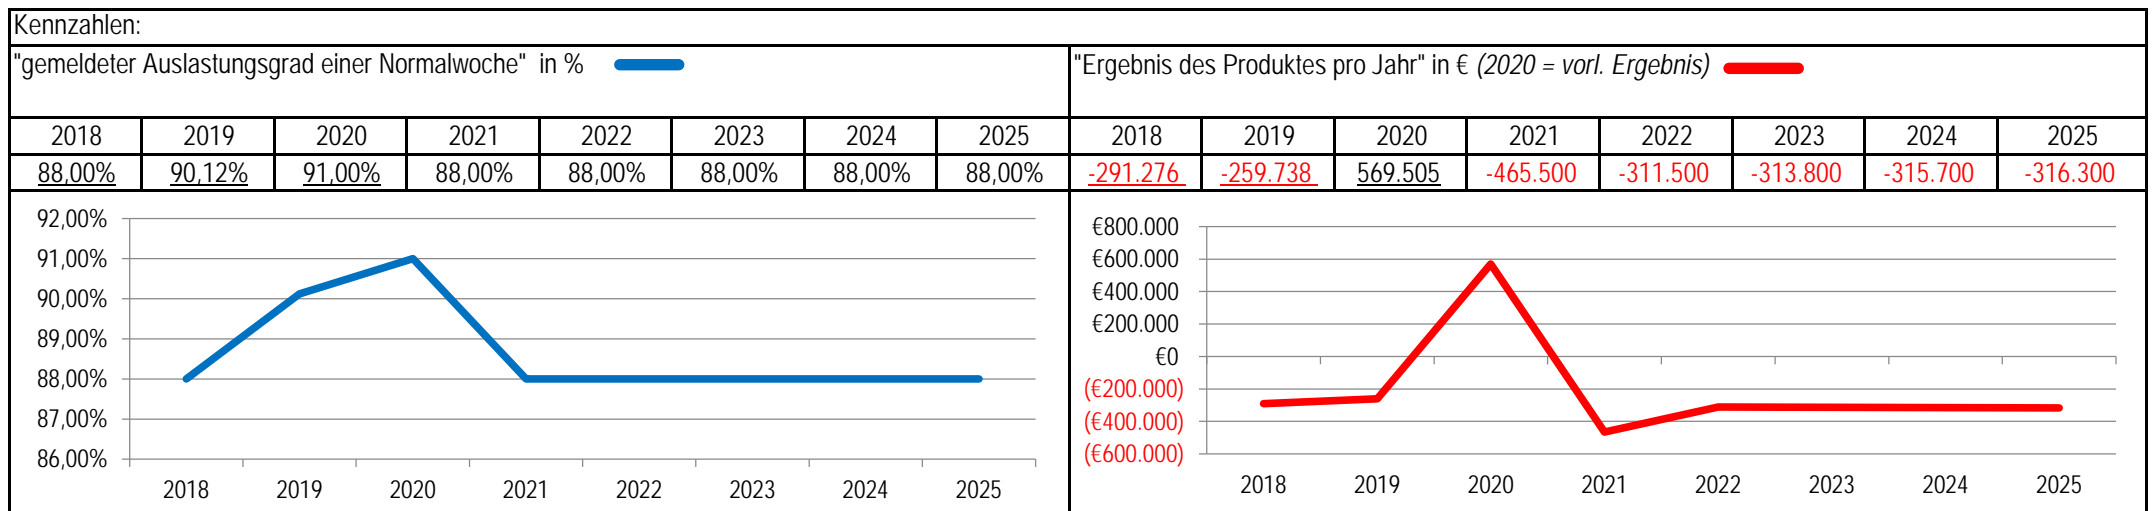 Kennzahlen:
"gemeldeter Auslastungsgrad einer Normalwoche" in %
"Ergebnis des Produktes pro Jahr" in € (2020 = vorl. Ergebnis)
2018 2019 2020 2021 2022 2023 2024 2025 2018 2019 2020 2021 2022 2023 2024 2025
88,00% 90,12% 91,00% 88,00% 88,00% 88,00% 88,00% 88,00% -291.276 -259.738 569.505 -465.500 -311.500 -313.800 -315.700 -316.300
92,00%
91,00%
90,00%
89,00%
88,00%
87,00%
86,00%
2018 2019 2020 2021 2022 2023 2024 2025
€800.000
€600.000
€400.000
€200.000
€0
(€200.000)
(€400.000)
(€600.000)
2018 2019 2020 2021 2022 2023 2024 2025